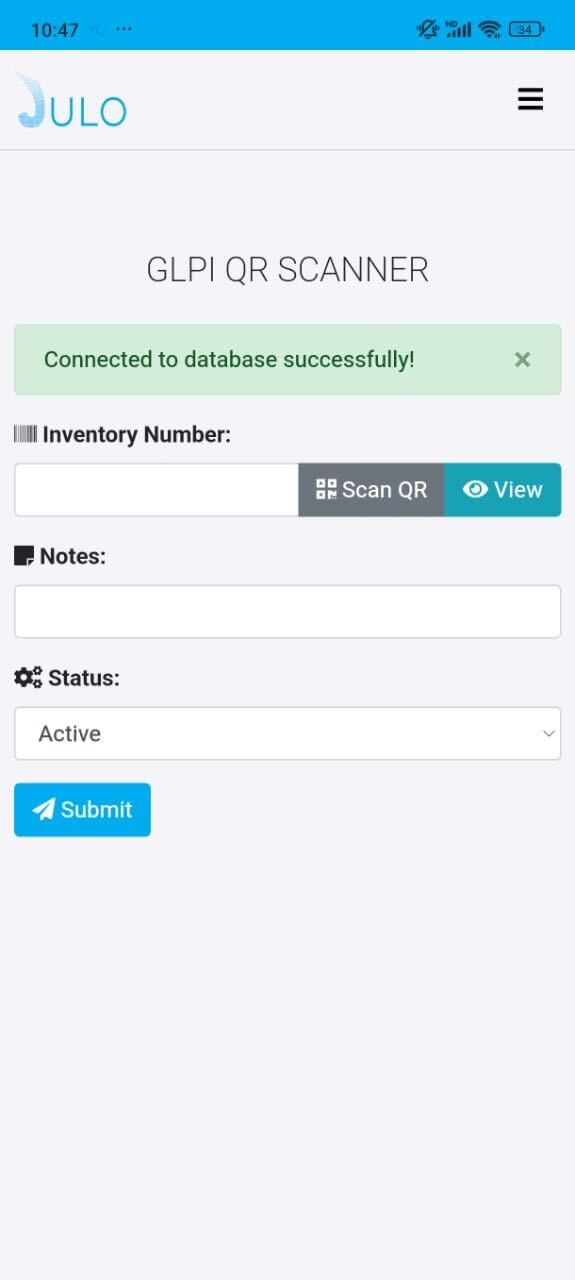 10:47
HD
34
JULO
GLPI QR SCANNER
Connected to database successfully!
Inventory Number:
Scan QR
View
Notes:
Status:
Active
Submit